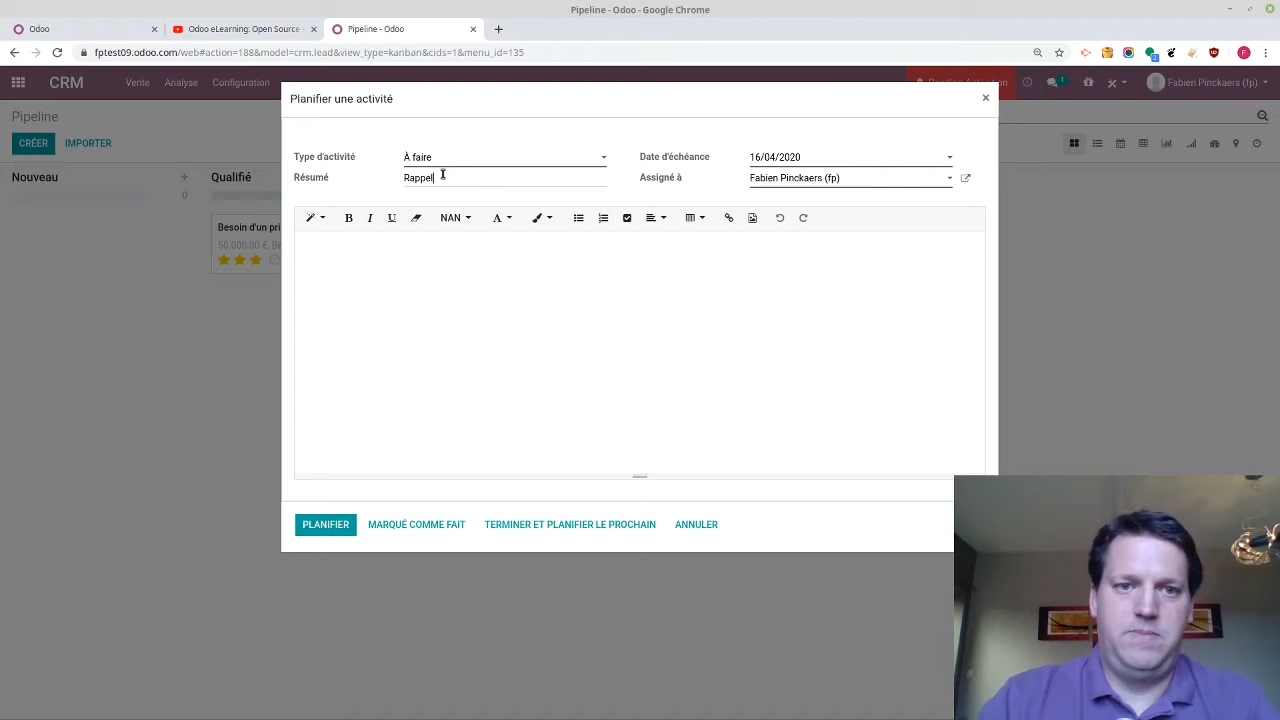 Pipeline - Odoo - Google Chrome
Odoo
Odoo eLearning: Open Source
Pipeline - Odoo
fptest09.odoo.com/web#action=188&model=crm.lead&view_type=kanban&cids=1&menu_id=135
F
2
CRM
Vente
Analyse
Configuration
1
Fabien Pinckaers (fp)
Planifier une activité
×
Pipeline
CRÉER
IMPORTER
Type d'activité
À faire
Date d'échéance
16/04/2020
Résumé
Rappel
Assigné à
Fabien Pinckaers (fp)
Nouveau
+
0
Qualifié
B
I
U
NAN
A
Besoin d'un pri
50.000,00 €,
PLANIFIER
MARQUÉ COMME FAIT
TERMINER ET PLANIFIER LE PROCHAIN
ANNULER